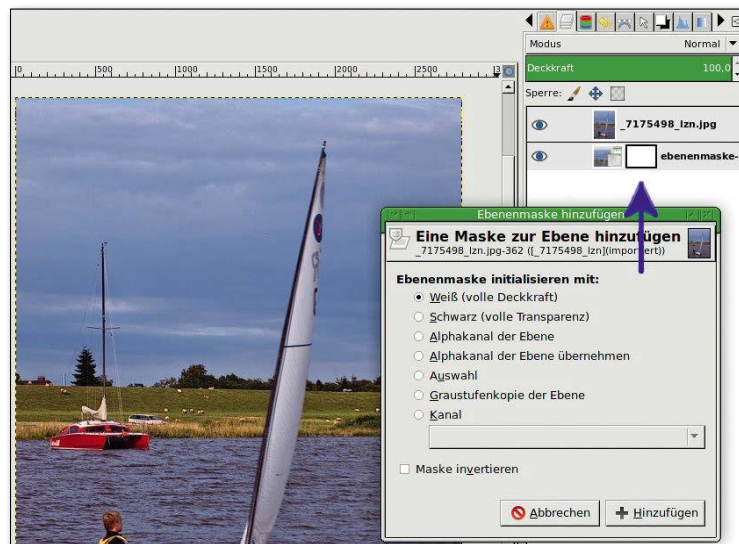 Modus Normal
Deckkraft 100,0
Sperre:
0 500 1000 1500 2000 2500
_7175498_lzn.jpg
ebenenmaske-
Ebenenmaske hinzufügen
Eine Maske zur Ebene hinzufügen
_7175498_lzn.jpg-362 ([_7175498_lzn](importiert))
Ebenenmaske initialisieren mit:
Weiß (volle Deckkraft)
Schwarz (volle Transparenz)
Alphakanal der Ebene
Alphakanal der Ebene übernehmen
Auswahl
Graustufenkopie der Ebene
Kanal
Maske invertieren
Abbrechen Hinzufügen